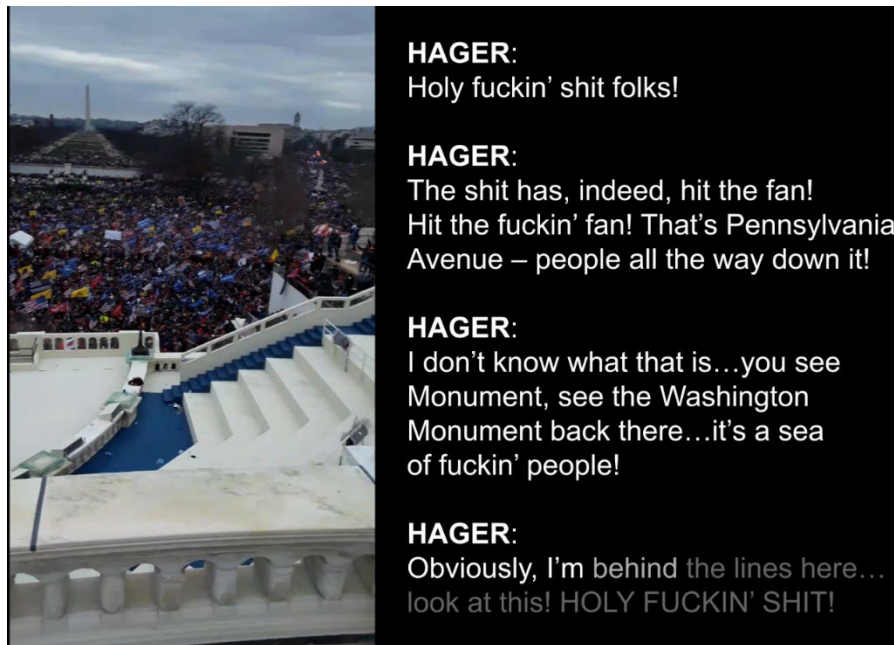 HAGER:
Holy fuckin’ shit folks!
HAGER:
The shit has, indeed, hit the fan!
Hit the fuckin’ fan! That’s Pennsylvania
Avenue – people all the way down it!
HAGER:
I don’t know what that is…you see
Monument, see the Washington
Monument back there…it’s a sea
of fuckin’ people!
HAGER:
Obviously, I’m behind the lines here…
look at this! HOLY FUCKIN’ SHIT!